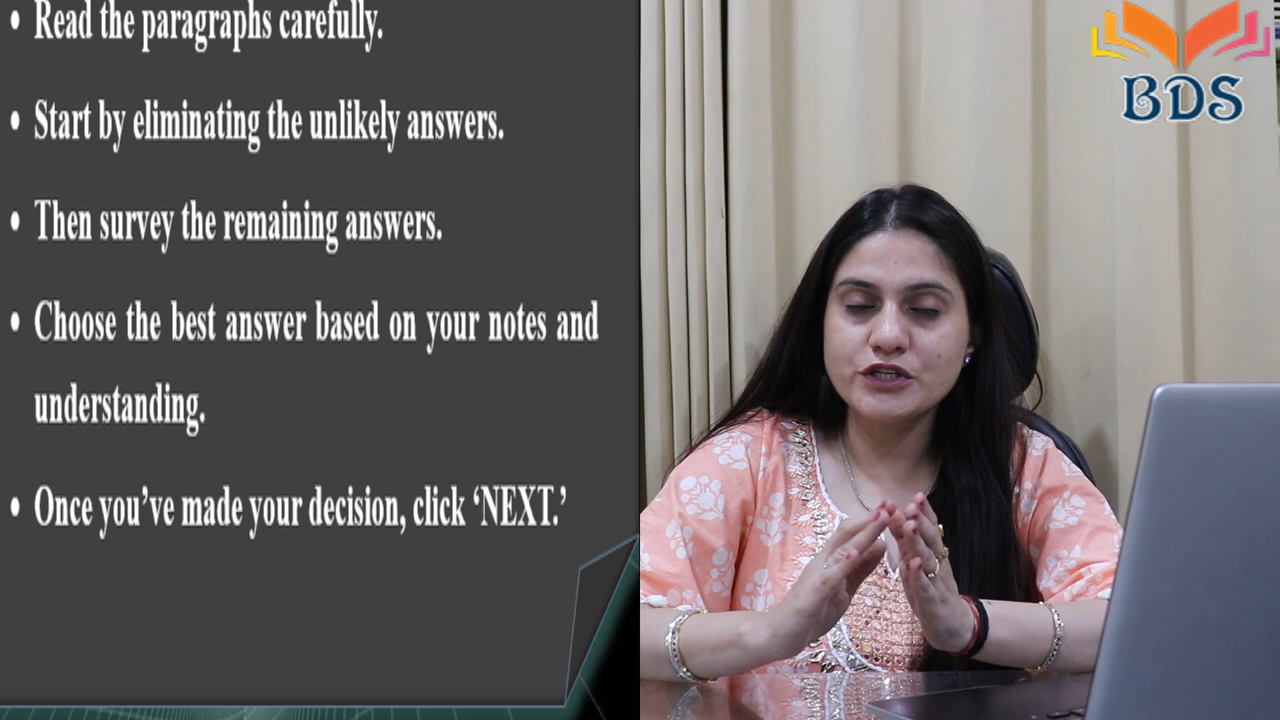 • Read the paragraphs carefully.
• Start by eliminating the unlikely answers.
• Then survey the remaining answers.
• Choose the best answer based on your notes and
understanding.
• Once you’ve made your decision, click ‘NEXT.’
BDS